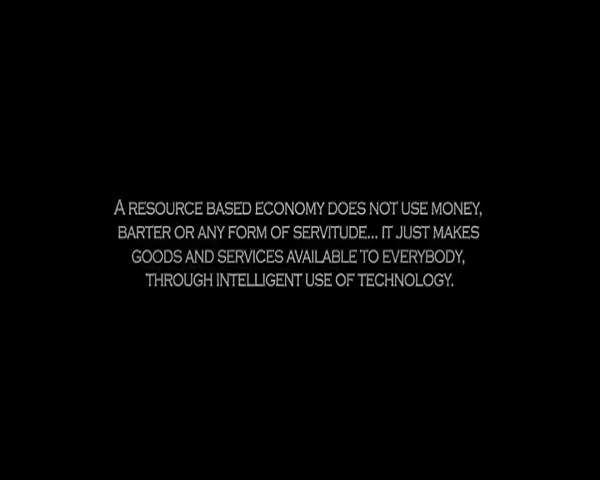 A RESOURCE BASED ECONOMY DOES NOT USE MONEY,
BARTER OR ANY FORM OF SERVITUDE... IT JUST MAKES
GOODS AND SERVICES AVAILABLE TO EVERYBODY,
THROUGH INTELLIGENT USE OF TECHNOLOGY.